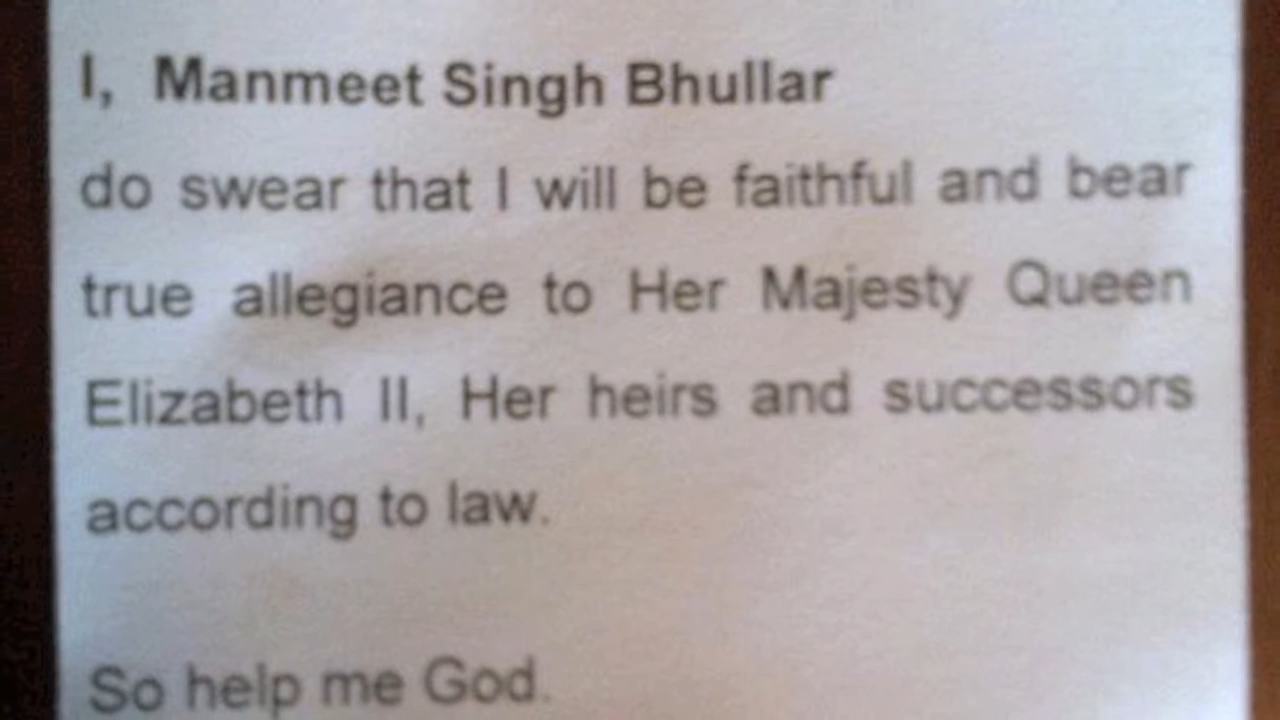 I, Manmeet Singh Bhullar
do swear that I will be faithful and bear
true allegiance to Her Majesty Queen
Elizabeth II, Her heirs and successors
according to law.
So help me God.